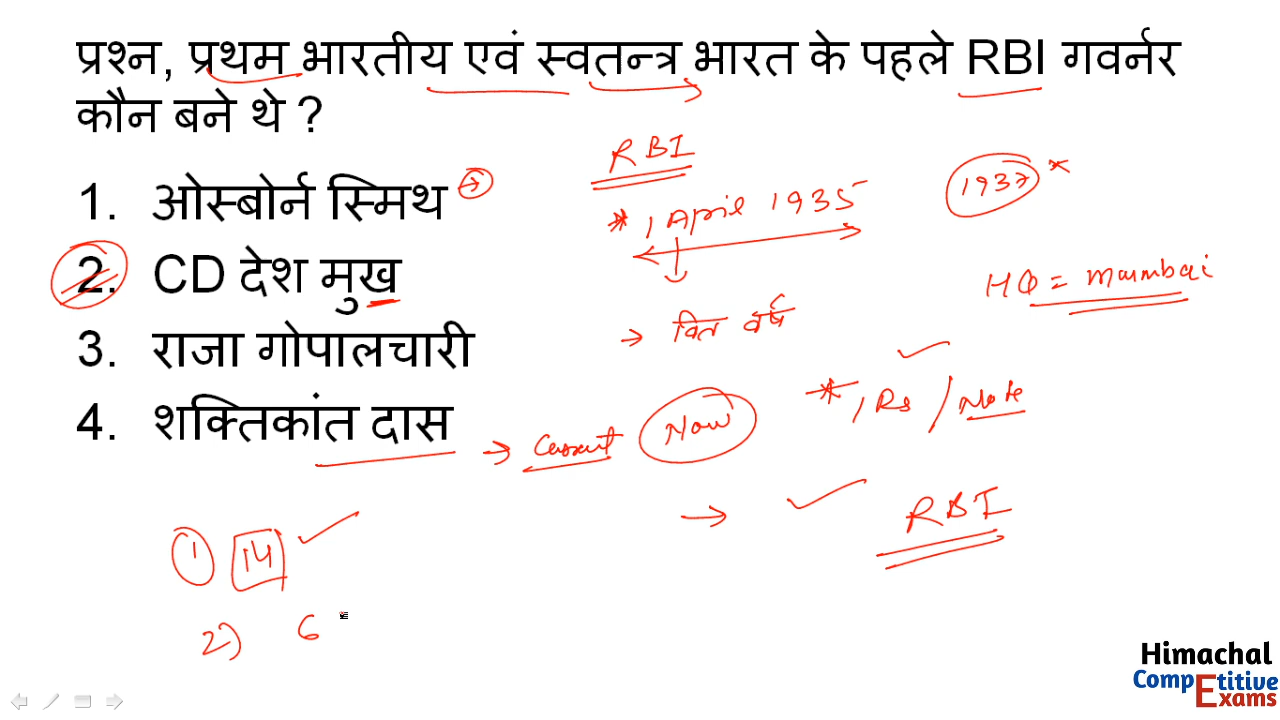 प्रश्न, प्रथम भारतीय एवं स्वतन्त्र भारत के पहले RBI गवर्नर
कौन बने थे ?
1. ओस्बोर्न स्मिथ
2. CD देश मुख
3. राजा गोपालचारी
4. शक्तिकांत दास
RBI
1 April 1935
1937
HQ = mumbai
→ वित वर्ष
* 1 Rs / Note
→ Current Now
→ RBI
1 14
2) 6
Himachal
CompEtitive
Exams